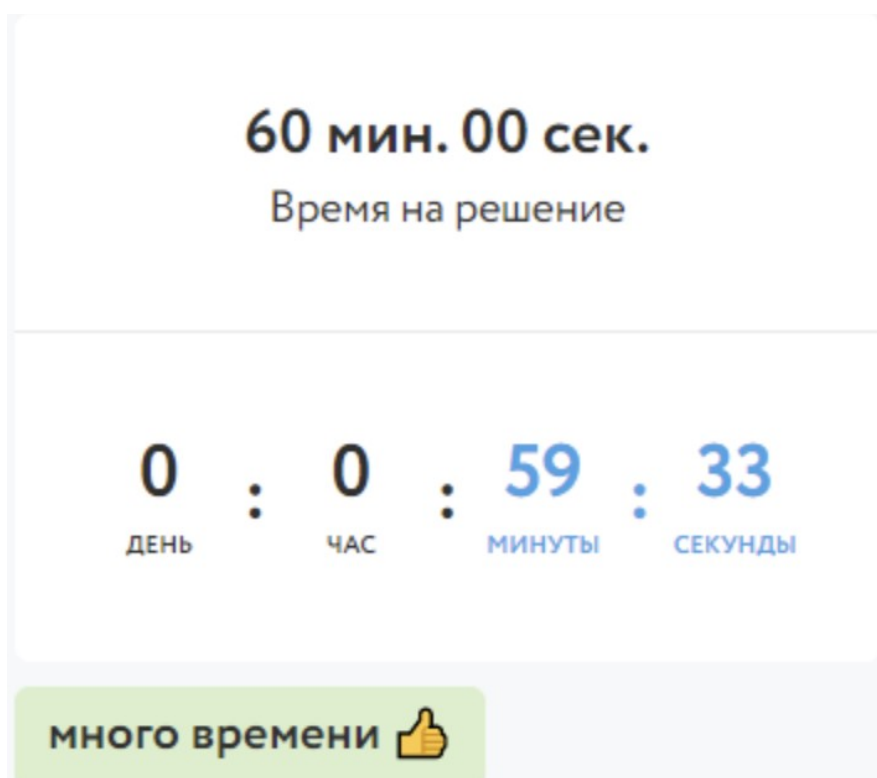 60 мин. 00 сек.
Время на решение
0 : 0 : 59 : 33
ДЕНЬ ЧАС МИНУТЫ СЕКУНДЫ
много времени 👍